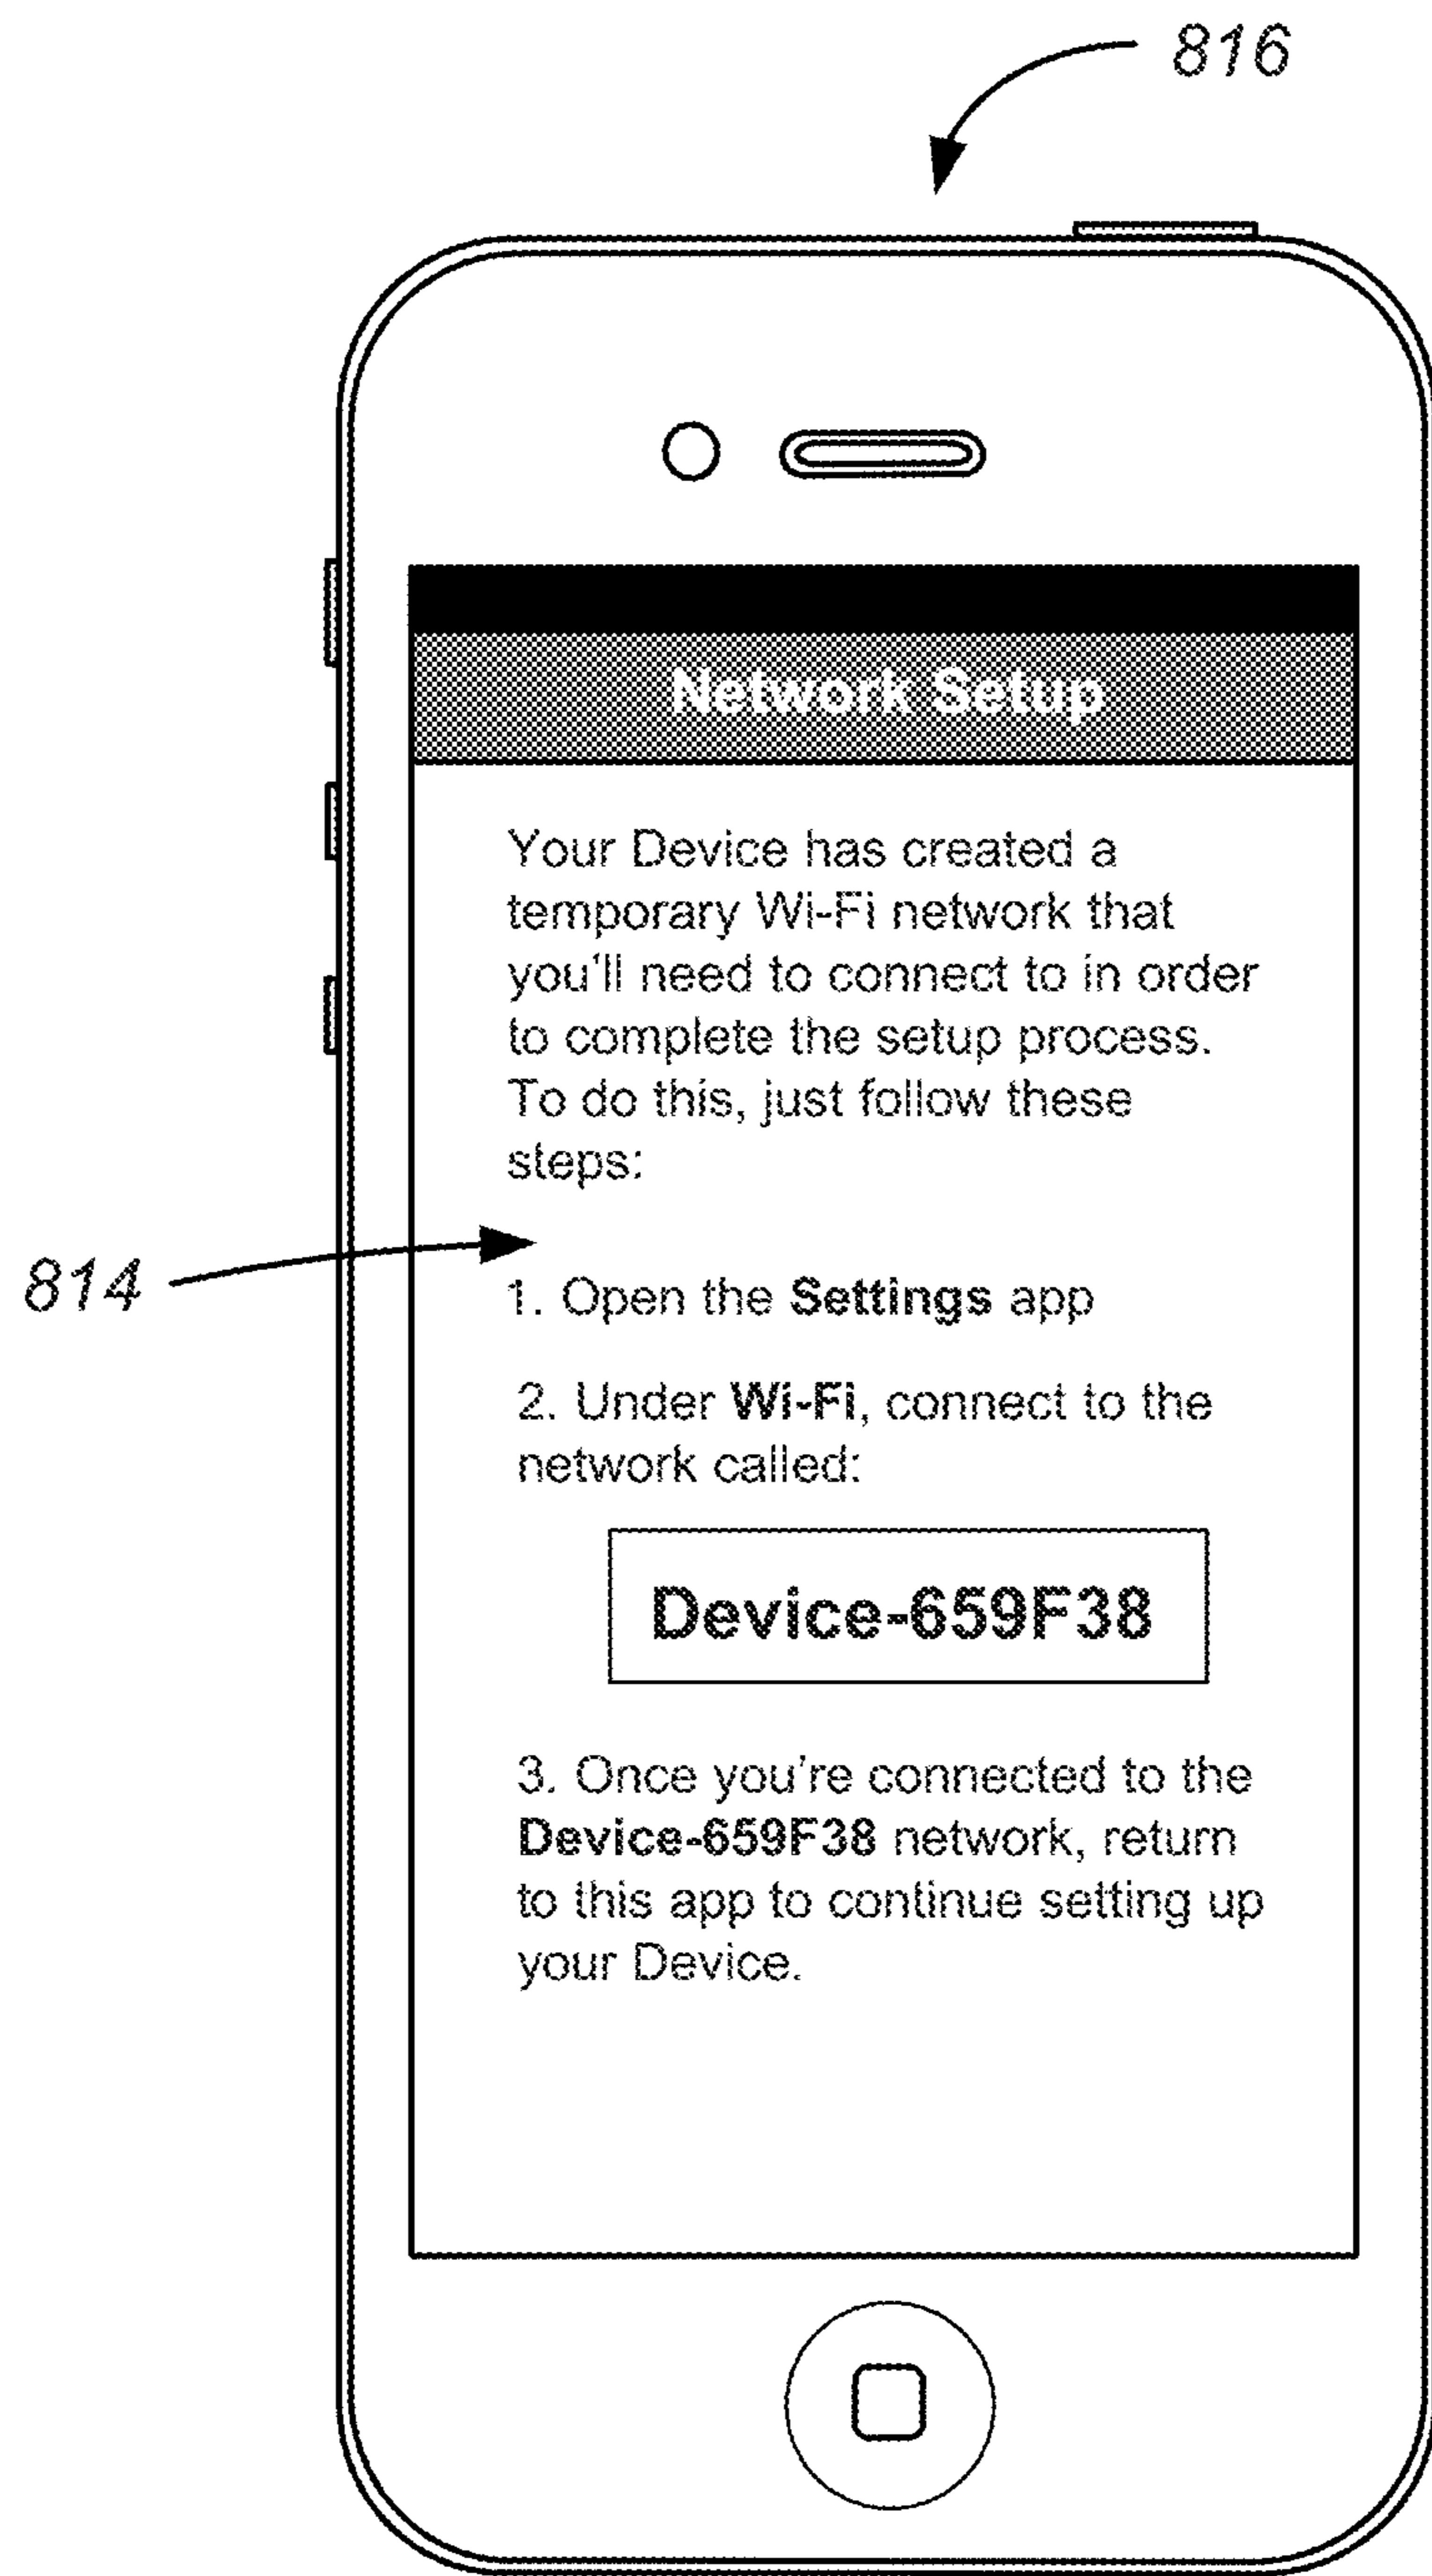 816
Network Setup
Your Device has created a
temporary Wi-Fi network that
you'll need to connect to in order
to complete the setup process.
To do this, just follow these
steps:
814
1. Open the Settings app
2. Under Wi-Fi, connect to the
network called:
Device-659F38
3. Once you're connected to the
Device-659F38 network, return
to this app to continue setting up
your Device.